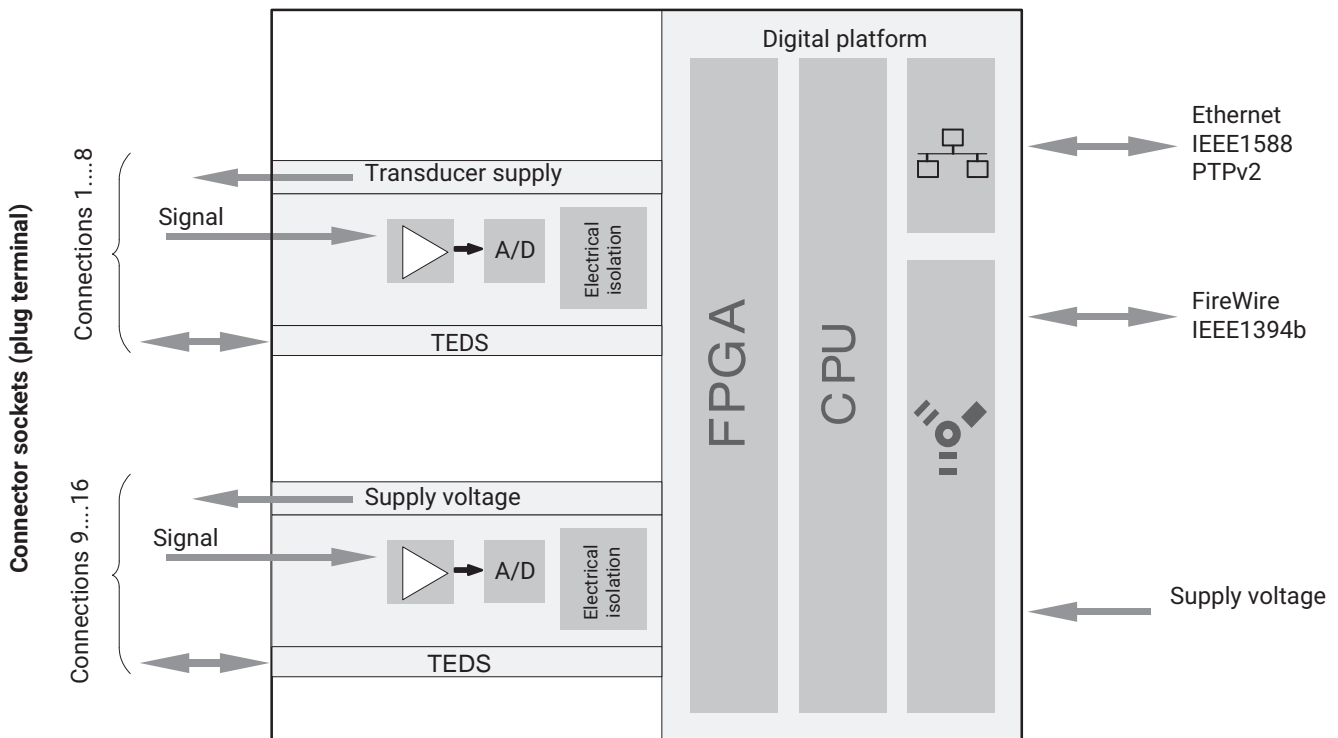 Digital platform
Ethernet
IEEE1588
PTPv2
Connector sockets (plug terminal)
Connections 1....8
Transducer supply
Signal
A/D
Electrical
isolation
TEDS
FPGA
CPU
FireWire
IEEE1394b
Connections 9....16
Supply voltage
Signal
A/D
Electrical
isolation
TEDS
Supply voltage